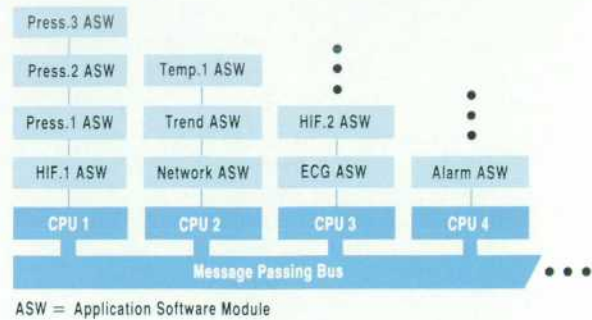 Press.3 ASW
Press.2 ASW
Temp.1 ASW
Press.1 ASW
Trend ASW
HIF.2 ASW
HIF.1 ASW
Network ASW
ECG ASW
Alarm ASW
CPU 1
CPU 2
CPU 3
CPU 4
Message Passing Bus
ASW = Application Software Module